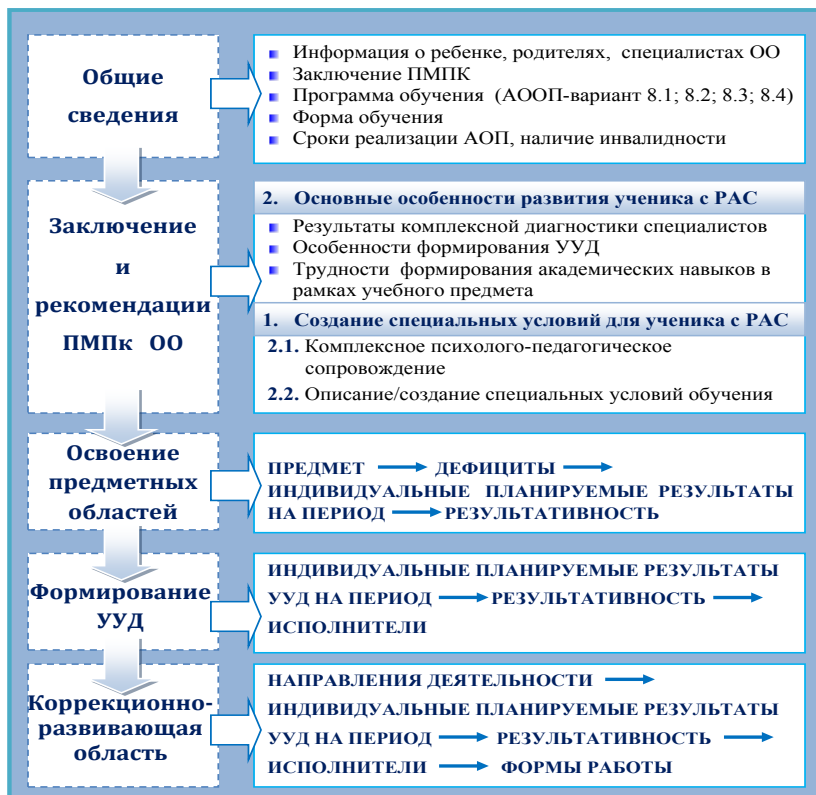 Общие
сведения
Информация о ребенке, родителях, специалистах ОО
Заключение ПМПК
Программа обучения (АООП-вариант 8.1; 8.2; 8.3; 8.4)
Форма обучения
Сроки реализации АОП, наличие инвалидности
Заключение
и
рекомендации
ПМПк ОО
2. Основные особенности развития ученика с РАС
Результаты комплексной диагностики специалистов
Особенности формирования УУД
Трудности формирования академических навыков в
рамках учебного предмета
1. Создание специальных условий для ученика с РАС
2.1. Комплексное психолого-педагогическое
сопровождение
2.2. Описание/создание специальных условий обучения
Освоение
предметных
областей
ПРЕДМЕТ → ДЕФИЦИТЫ →
ИНДИВИДУАЛЬНЫЕ ПЛАНИРУЕМЫЕ РЕЗУЛЬТАТЫ
НА ПЕРИОД → РЕЗУЛЬТАТИВНОСТЬ
Формирование
УУД
ИНДИВИДУАЛЬНЫЕ ПЛАНИРУЕМЫЕ РЕЗУЛЬТАТЫ
УУД НА ПЕРИОД → РЕЗУЛЬТАТИВНОСТЬ →
ИСПОЛНИТЕЛИ
Коррекционно-
развивающая
область
НАПРАВЛЕНИЯ ДЕЯТЕЛЬНОСТИ →
ИНДИВИДУАЛЬНЫЕ ПЛАНИРУЕМЫЕ РЕЗУЛЬТАТЫ
УУД НА ПЕРИОД → РЕЗУЛЬТАТИВНОСТЬ →
ИСПОЛНИТЕЛИ → ФОРМЫ РАБОТЫ